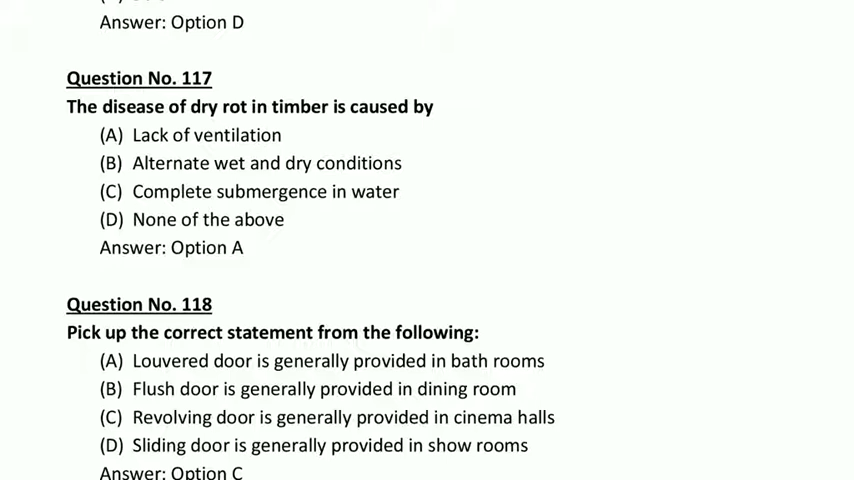 Answer: Option D
Question No. 117
The disease of dry rot in timber is caused by
(A) Lack of ventilation
(B) Alternate wet and dry conditions
(C) Complete submergence in water
(D) None of the above
Answer: Option A
Question No. 118
Pick up the correct statement from the following:
(A) Louvered door is generally provided in bath rooms
(B) Flush door is generally provided in dining room
(C) Revolving door is generally provided in cinema halls
(D) Sliding door is generally provided in show rooms
Answer: Option C